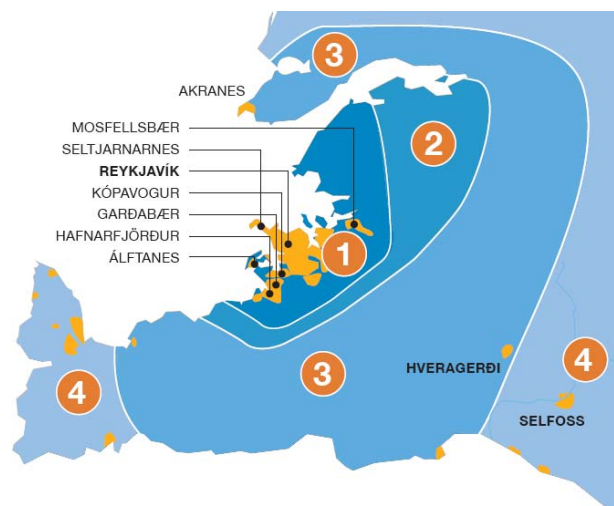 3
AKRANES
MOSFELLSBÆR
SELTJARNARNES
REYKJAVÍK
KÓPAVOGUR
GARÐABÆR
HAFNARFJÖRÐUR
ÁLFTANES
2
1
3
HVERAGERÐI
4
4
SELFOSS